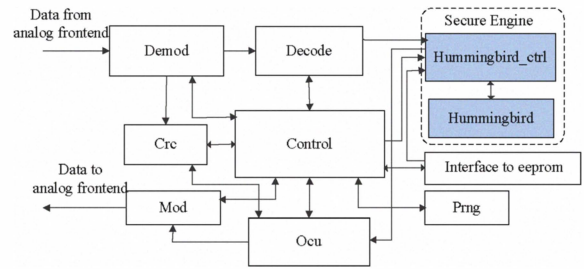 Data from
analog frontend
Secure Engine
Demod
Decode
Hummingbird_ctrl
Hummingbird
Crc
Control
Data to
analog frontend
Interface to eeprom
Mod
Prng
Ocu